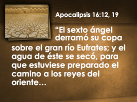 Apocalipsis 16:12, 19
“El sexto ángel
derramó su copa
sobre el gran río Eufrates; y el
agua de éste se secó, para
que estuviese preparado el
camino a los reyes del
oriente...